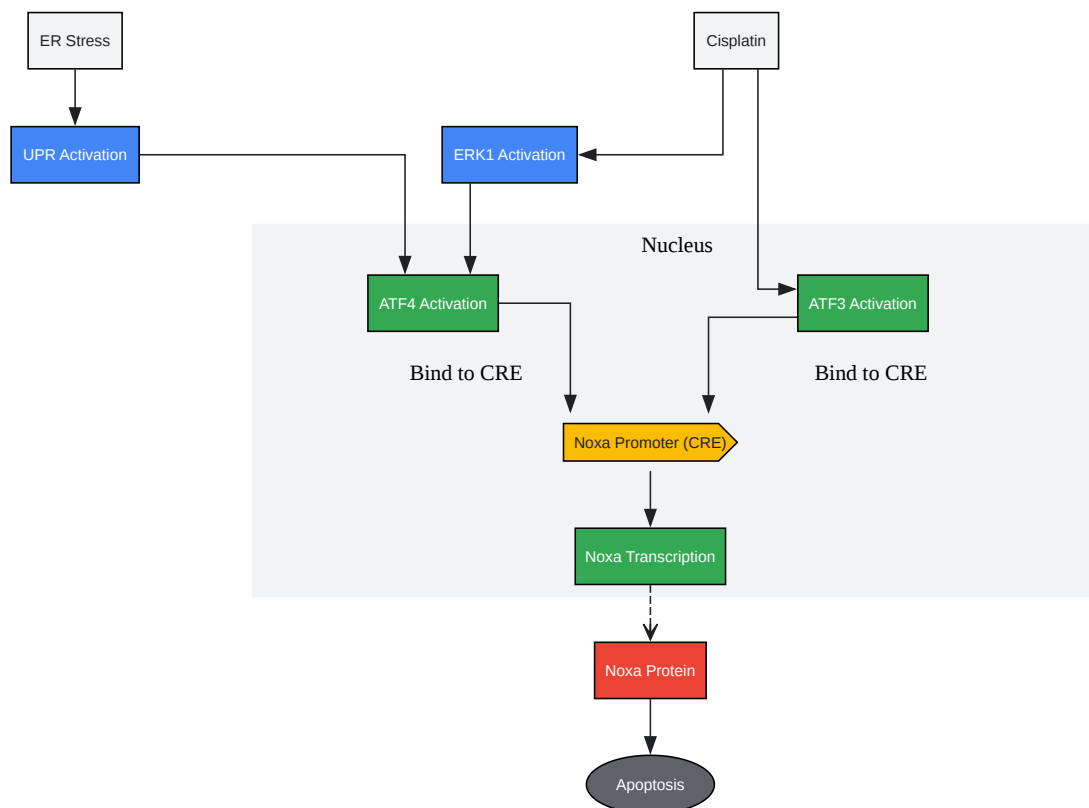 ER Stress
Cisplatin
UPR Activation
ERK1 Activation
Nucleus
ATF4 Activation
ATF3 Activation
Bind to CRE
Bind to CRE
Noxa Promoter (CRE)
Noxa Transcription
Noxa Protein
Apoptosis